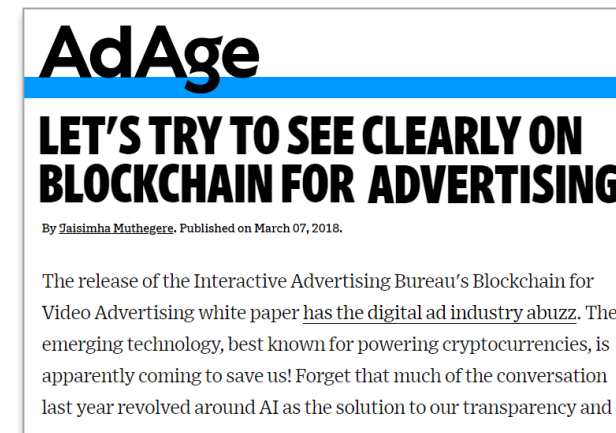 AdAge
LET'S TRY TO SEE CLEARLY ON
BLOCKCHAIN FOR ADVERTISING
By Jaisimha Muthegere. Published on March 07, 2018.
The release of the Interactive Advertising Bureau's Blockchain for
Video Advertising white paper has the digital ad industry abuzz. The
emerging technology, best known for powering cryptocurrencies, is
apparently coming to save us! Forget that much of the conversation
last year revolved around AI as the solution to our transparency and